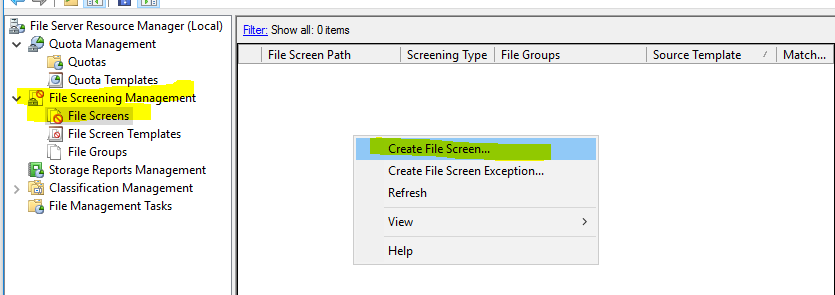 File Server Resource Manager (Local)
Quota Management
Quotas
Quota Templates
File Screening Management
File Screens
File Screen Templates
File Groups
Storage Reports Management
Classification Management
File Management Tasks
Filter: Show all: 0 items
File Screen Path Screening Type File Groups Source Template Match...
Create File Screen...
Create File Screen Exception...
Refresh
View
Help